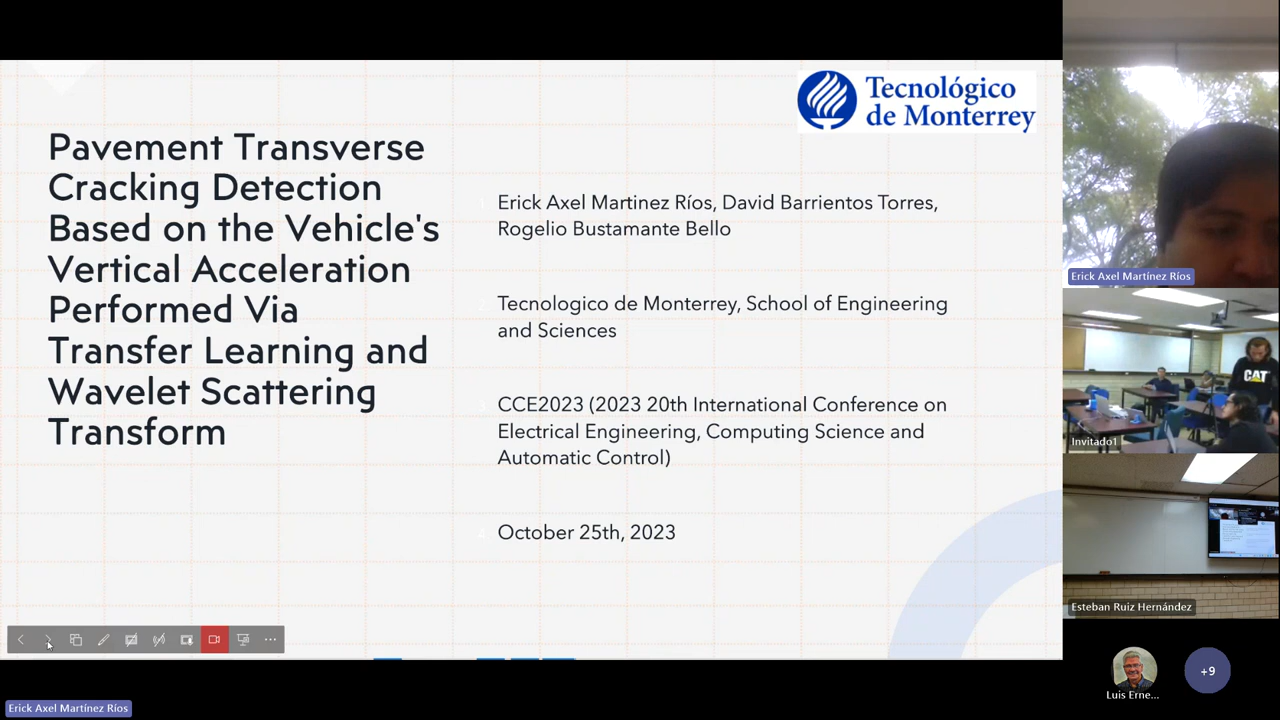 Tecnológico
de Monterrey
Pavement Transverse
Cracking Detection
Based on the Vehicle's
Vertical Acceleration
Performed Via
Transfer Learning and
Wavelet Scattering
Transform
Erick Axel Martinez Ríos, David Barrientos Torres,
Rogelio Bustamante Bello
Tecnologico de Monterrey, School of Engineering
and Sciences
CCE2023 (2023 20th International Conference on
Electrical Engineering, Computing Science and
Automatic Control)
October 25th, 2023
Erick Axel Martínez Ríos
CAT
Invitado1
Esteban Ruiz Hernández
Luis Erne...
+9
Erick Axel Martínez Ríos